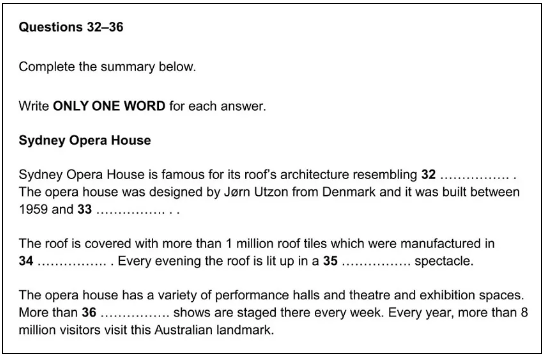 Questions 32–36
Complete the summary below.
Write ONLY ONE WORD for each answer.
Sydney Opera House
Sydney Opera House is famous for its roof's architecture resembling 32 ................ .
The opera house was designed by Jørn Utzon from Denmark and it was built between
1959 and 33 ................ . .
The roof is covered with more than 1 million roof tiles which were manufactured in
34 ................ . Every evening the roof is lit up in a 35 ................ spectacle.
The opera house has a variety of performance halls and theatre and exhibition spaces.
More than 36 ................ shows are staged there every week. Every year, more than 8
million visitors visit this Australian landmark.